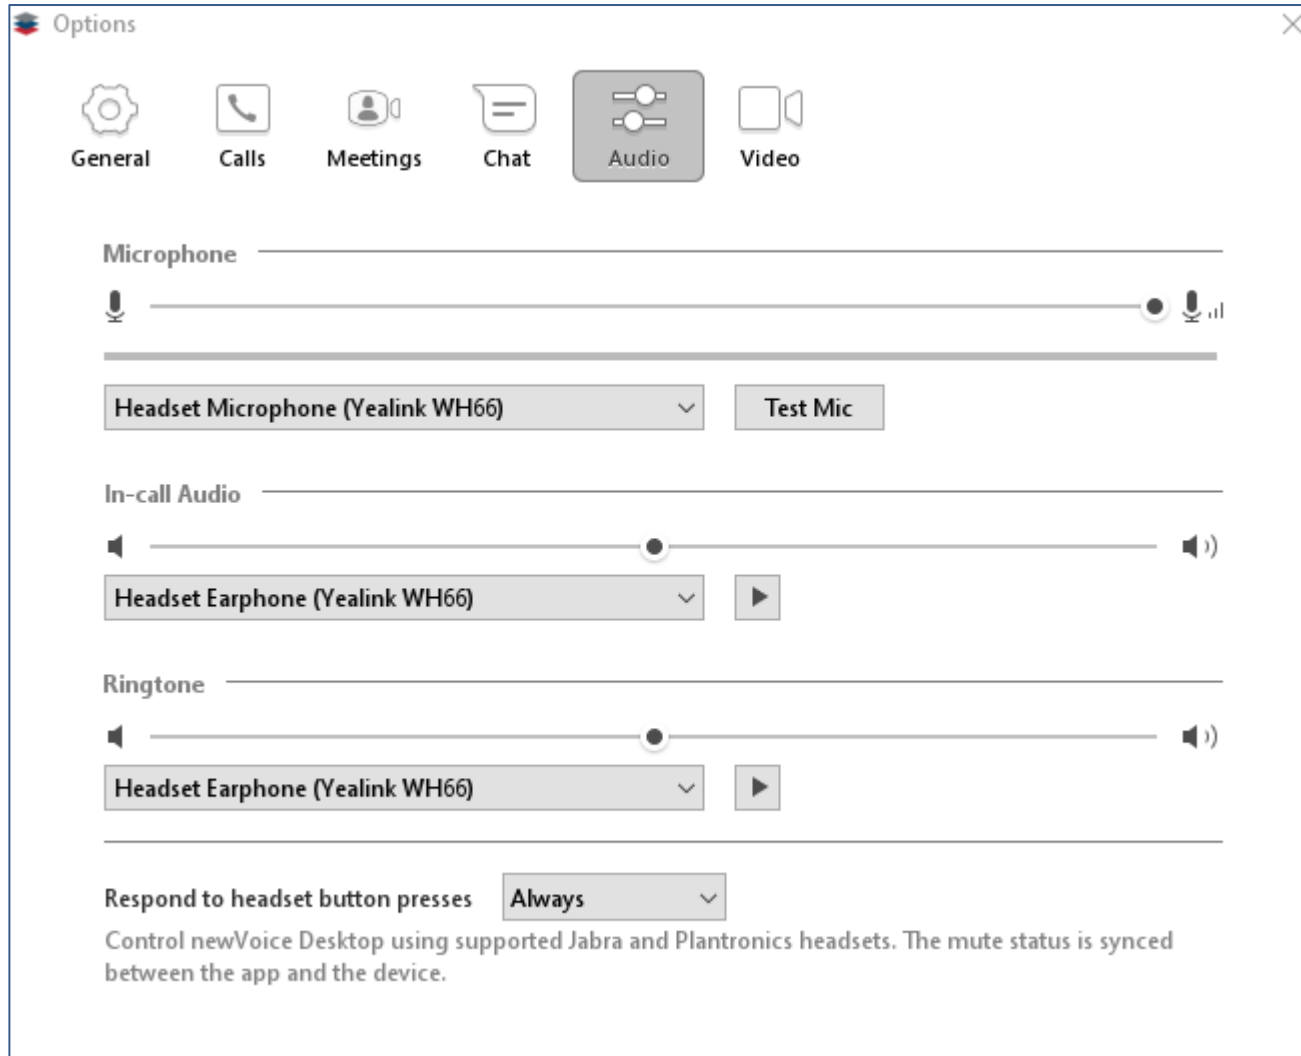 Options
General Calls Meetings Chat Audio Video
Microphone
Headset Microphone (Yealink WH66) Test Mic
In-call Audio
Headset Earphone (Yealink WH66)
Ringtone
Headset Earphone (Yealink WH66)
Respond to headset button presses Always
Control newVoice Desktop using supported Jabra and Plantronics headsets. The mute status is synced
between the app and the device.